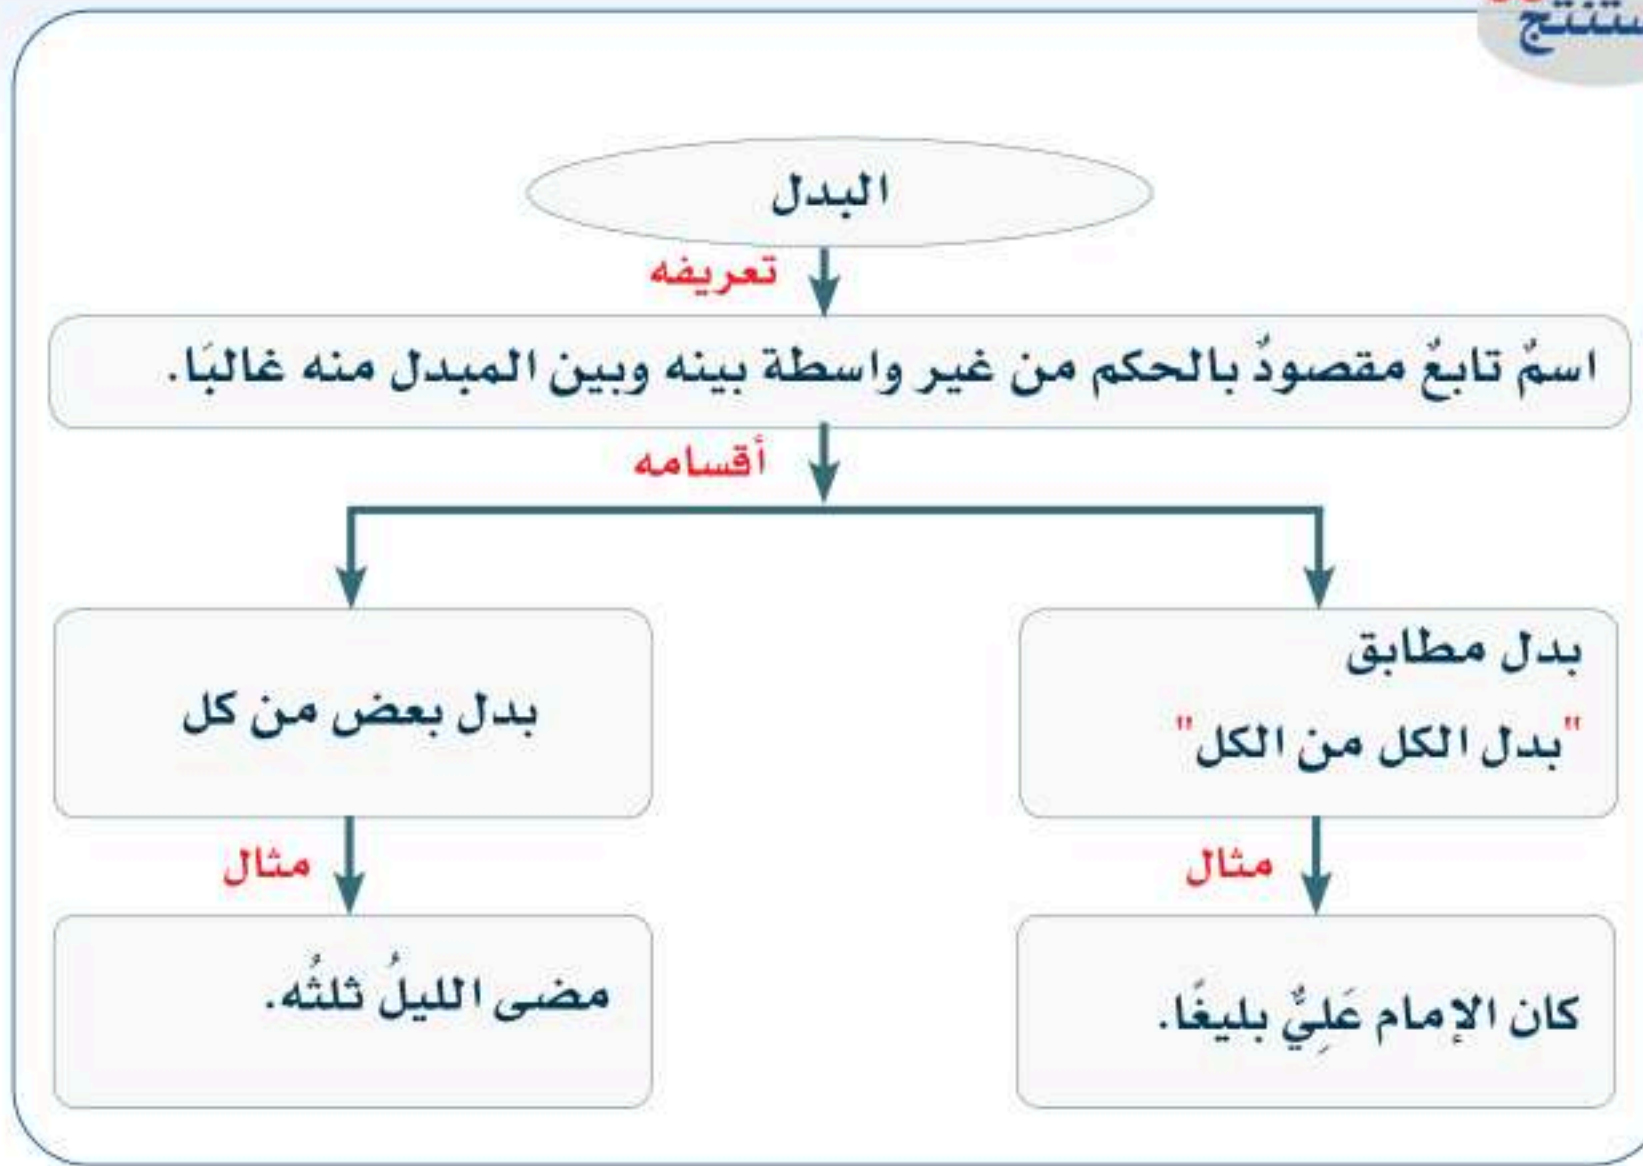 البدل
تعريفه
اسمٌ تابعٌ مقصودٌ بالحكم من غير واسطة بينه وبين المبدل منه غالبًا.
أقسامه
بدل مطابق
"بدل الكل من الكل"
مثال
كان الإمام عَلِيٌّ بليغًا.
بدل بعض من كل
مثال
مضى الليلُ ثلثُه.